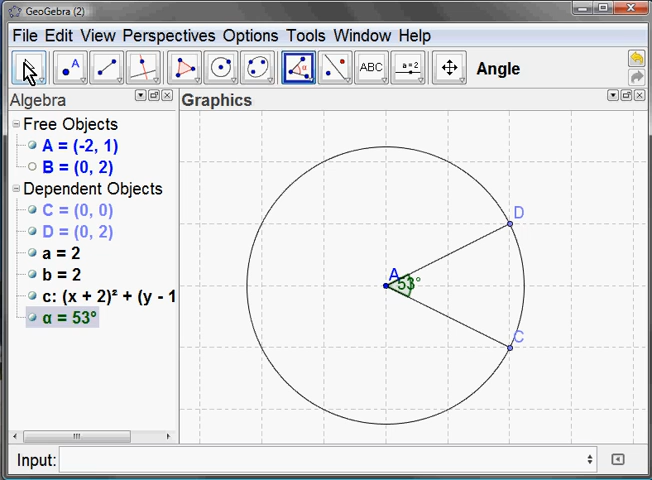 GeoGebra (2)
File Edit View Perspectives Options Tools Window Help
A
α
ABC
a = 2
Angle
Algebra
Graphics
Free Objects
A = (-2, 1)
B = (0, 2)
Dependent Objects
C = (0, 0)
D = (0, 2)
a = 2
b = 2
c: (x + 2)² + (y - 1
α = 53°
D
A
53°
C
Input: